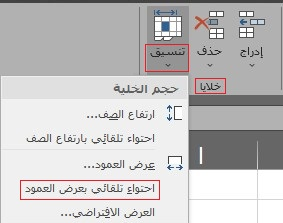 إدراج
حذف
تنسيق
خلايا
حجم الخلية
ارتفاع الصف...
احتواء تلقائي بارتفاع الصف
عرض العمود...
احتواء تلقائي بعرض العمود
العرض الافتراضي...